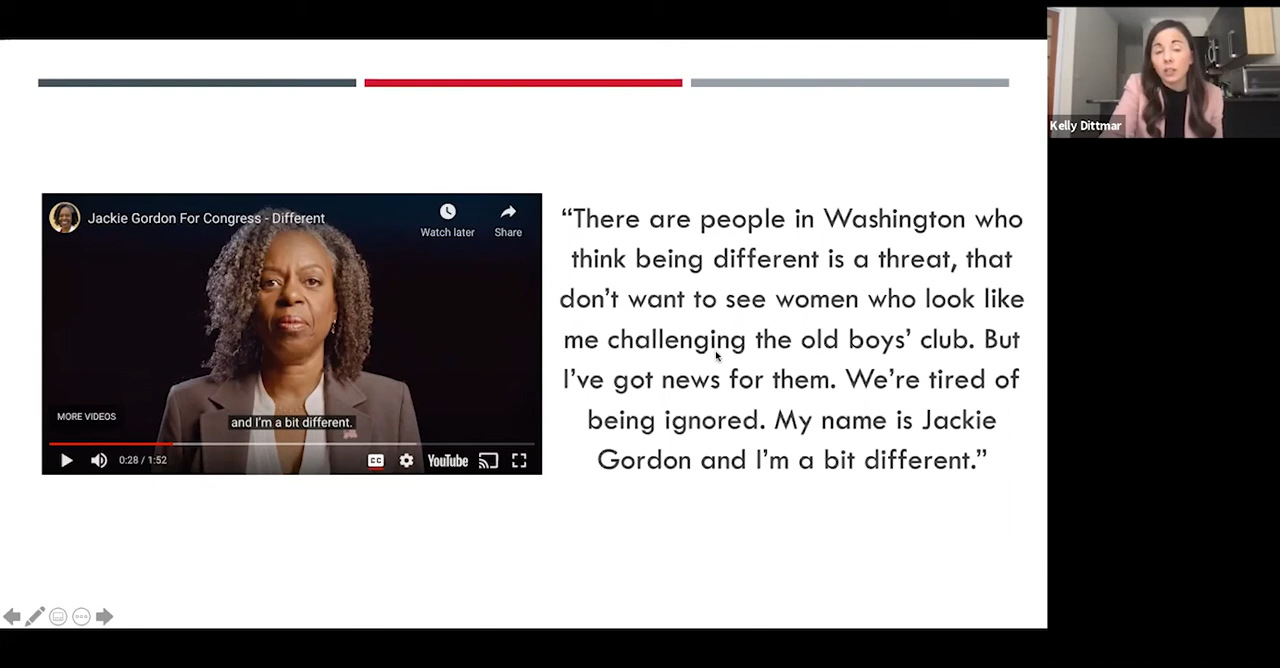 Kelly Dittmar
Jackie Gordon For Congress - Different
Watch later
Share
MORE VIDEOS
and I'm a bit different.
0:28 / 1:52
CC
YouTube
“There are people in Washington who
think being different is a threat, that
don’t want to see women who look like
me challenging the old boys’ club. But
I’ve got news for them. We’re tired of
being ignored. My name is Jackie
Gordon and I’m a bit different.”